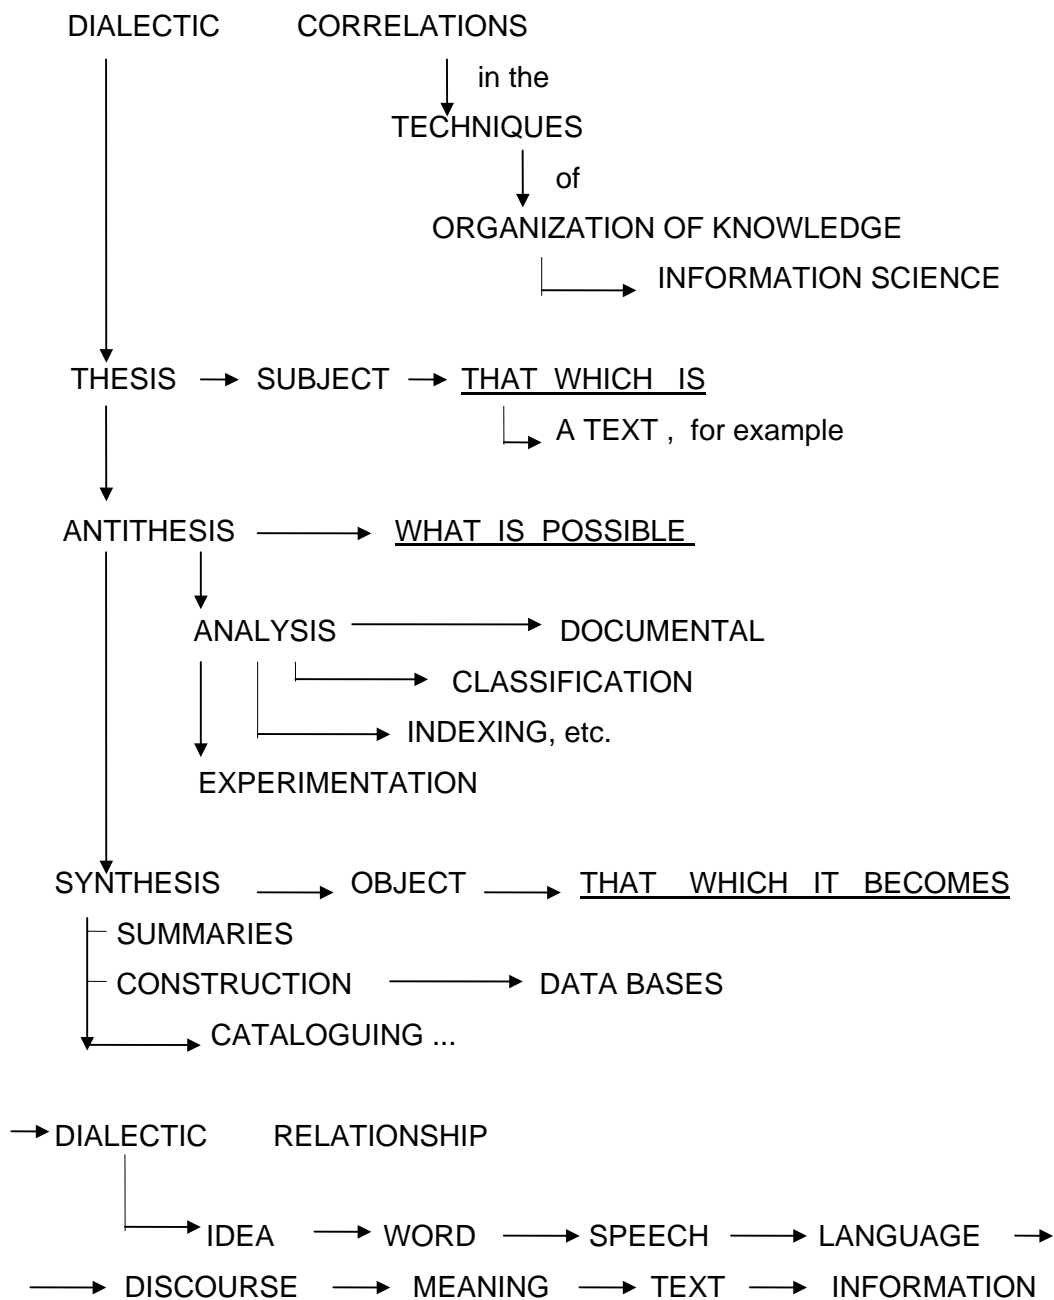 DIALECTIC CORRELATIONS
in the
TECHNIQUES
of
ORGANIZATION OF KNOWLEDGE
INFORMATION SCIENCE
THESIS SUBJECT THAT WHICH IS
A TEXT , for example
ANTITHESIS WHAT IS POSSIBLE
ANALYSIS DOCUMENTAL
CLASSIFICATION
INDEXING, etc.
EXPERIMENTATION
SYNTHESIS OBJECT THAT WHICH IT BECOMES
SUMMARIES
CONSTRUCTION DATA BASES
CATALOGUING ...
DIALECTIC RELATIONSHIP
IDEA WORD SPEECH LANGUAGE
DISCOURSE MEANING TEXT INFORMATION